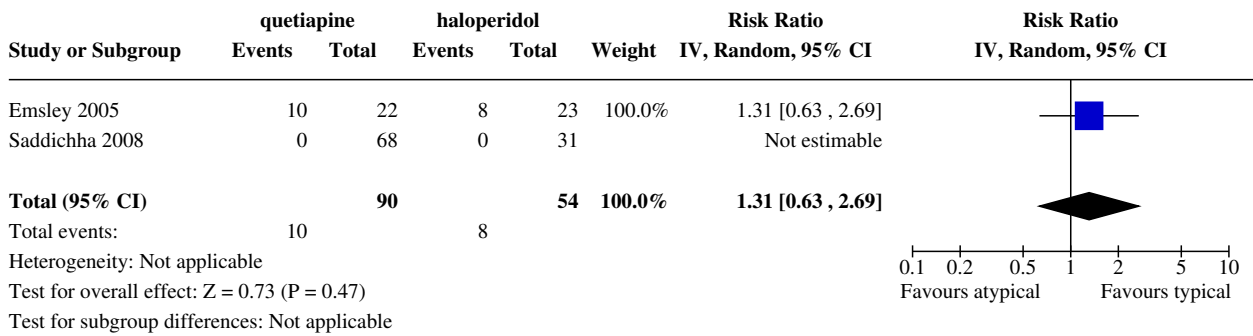 quetiapine haloperidol Risk Ratio Risk Ratio
Study or Subgroup Events Total Events Total Weight IV, Random, 95% CI IV, Random, 95% CI
Emsley 2005 10 22 8 23 100.0% 1.31 [0.63 , 2.69]
Saddichha 2008 0 68 0 31 Not estimable
Total (95% CI) 90 54 100.0% 1.31 [0.63 , 2.69]
Total events: 10 8
Heterogeneity: Not applicable
Test for overall effect: Z = 0.73 (P = 0.47)
Test for subgroup differences: Not applicable
0.1 0.2 0.5 1 2 5 10
Favours atypical Favours typical